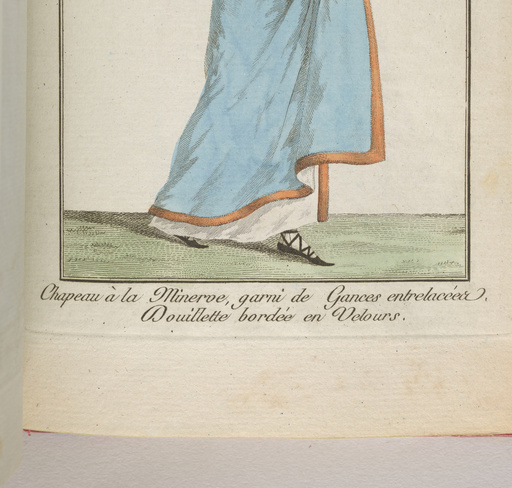 Chapeau à la Minerve, garni de Gances entrelacées,
Douillette bordée en Velours.